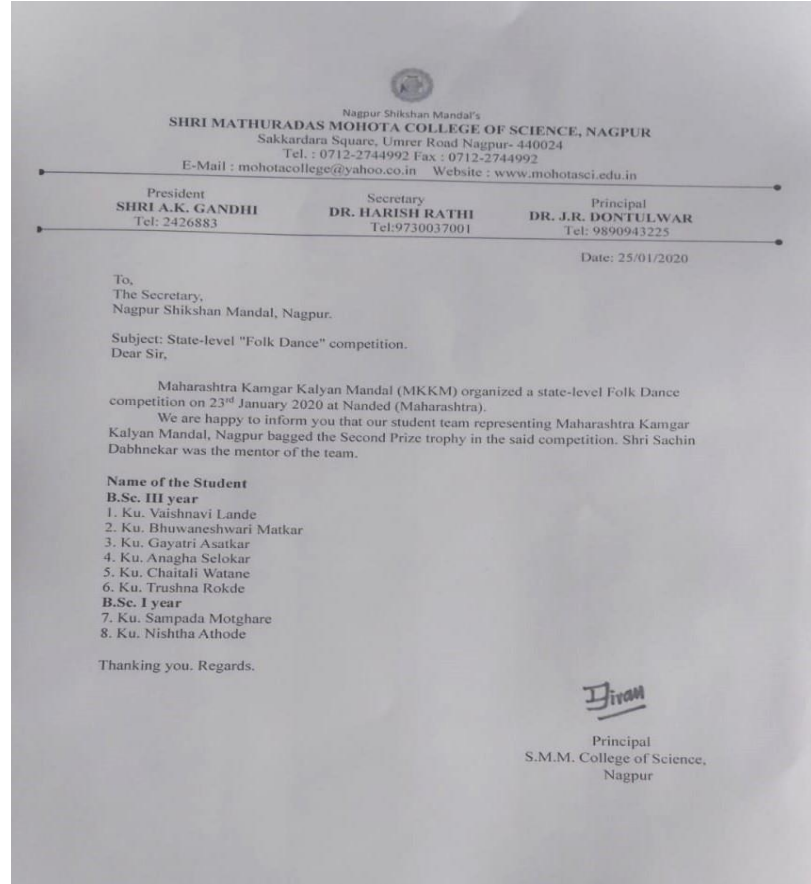 Nagpur Shikshan Mandal's
SHRI MATHURADAS MOHOTA COLLEGE OF SCIENCE, NAGPUR
Sakkardara Square, Umrer Road Nagpur- 440024
Tel. : 0712-2744992 Fax : 0712-2744992
E-Mail : mohotacollege@yahoo.co.in Website : www.mohotasci.edu.in
President
SHRI A.K. GANDHI
Tel: 2426883
Secretary
DR. HARISH RATHI
Tel:9730037001
Principal
DR. J.R. DONTULWAR
Tel: 9890943225
Date: 25/01/2020
To,
The Secretary,
Nagpur Shikshan Mandal, Nagpur.
Subject: State-level "Folk Dance" competition.
Dear Sir,
Maharashtra Kamgar Kalyan Mandal (MKKM) organized a state-level Folk Dance
competition on 23rd January 2020 at Nanded (Maharashtra).
We are happy to inform you that our student team representing Maharashtra Kamgar
Kalyan Mandal, Nagpur bagged the Second Prize trophy in the said competition. Shri Sachin
Dabhnekar was the mentor of the team.
Name of the Student
B.Sc. III year
1. Ku. Vaishnavi Lande
2. Ku. Bhuwaneshwari Matkar
3. Ku. Gayatri Asatkar
4. Ku. Anagha Selokar
5. Ku. Chaitali Watane
6. Ku. Trushna Rokde
B.Sc. I year
7. Ku. Sampada Motghare
8. Ku. Nishtha Athode
Thanking you. Regards.
Principal
S.M.M. College of Science,
Nagpur